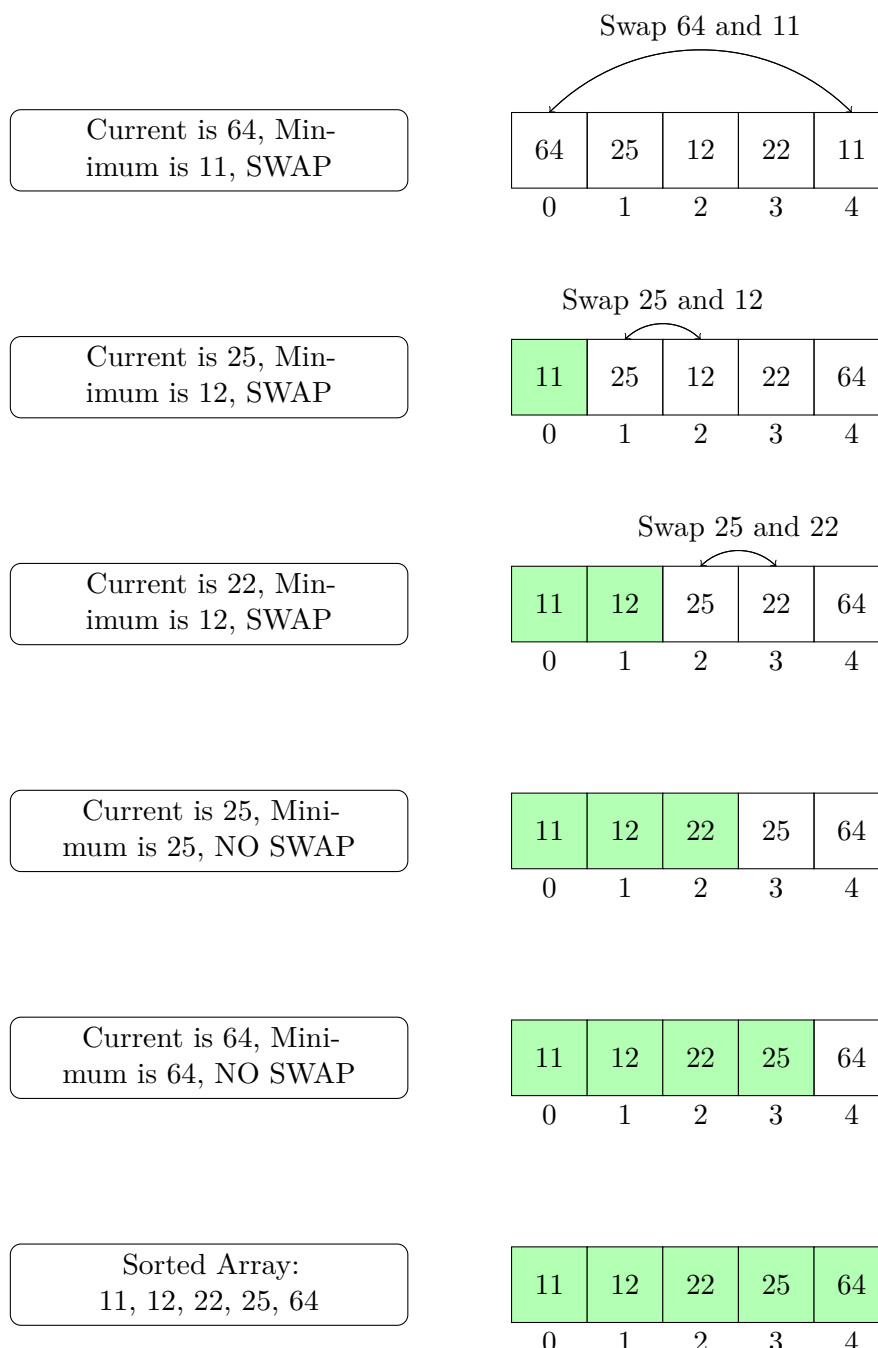 Swap 64 and 11
Current is 64, Min-
imum is 11, SWAP
64 25 12 22 11
0 1 2 3 4
Swap 25 and 12
Current is 25, Min-
imum is 12, SWAP
11 25 12 22 64
0 1 2 3 4
Swap 25 and 22
Current is 22, Min-
imum is 12, SWAP
11 12 25 22 64
0 1 2 3 4
Current is 25, Mini-
mum is 25, NO SWAP
11 12 22 25 64
0 1 2 3 4
Current is 64, Mini-
mum is 64, NO SWAP
11 12 22 25 64
0 1 2 3 4
Sorted Array:
11, 12, 22, 25, 64
11 12 22 25 64
0 1 2 3 4